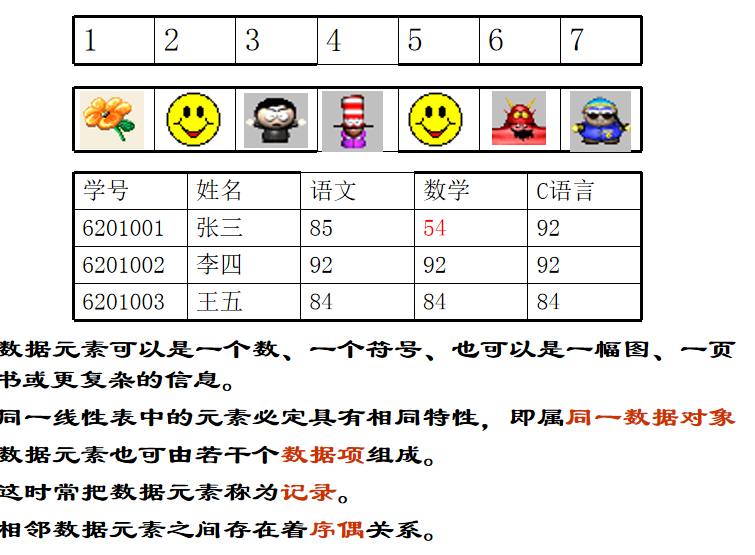 1 2 3 4 5 6 7
学号 姓名 语文 数学 C语言
6201001 张三 85 54 92
6201002 李四 92 92 92
6201003 王五 84 84 84
数据元素可以是一个数、一个符号、也可以是一幅图、一页
书或更复杂的信息。
同一线性表中的元素必定具有相同特性，即属同一数据对象
数据元素也可由若干个数据项组成。
这时常把数据元素称为记录。
相邻数据元素之间存在着序偶关系。